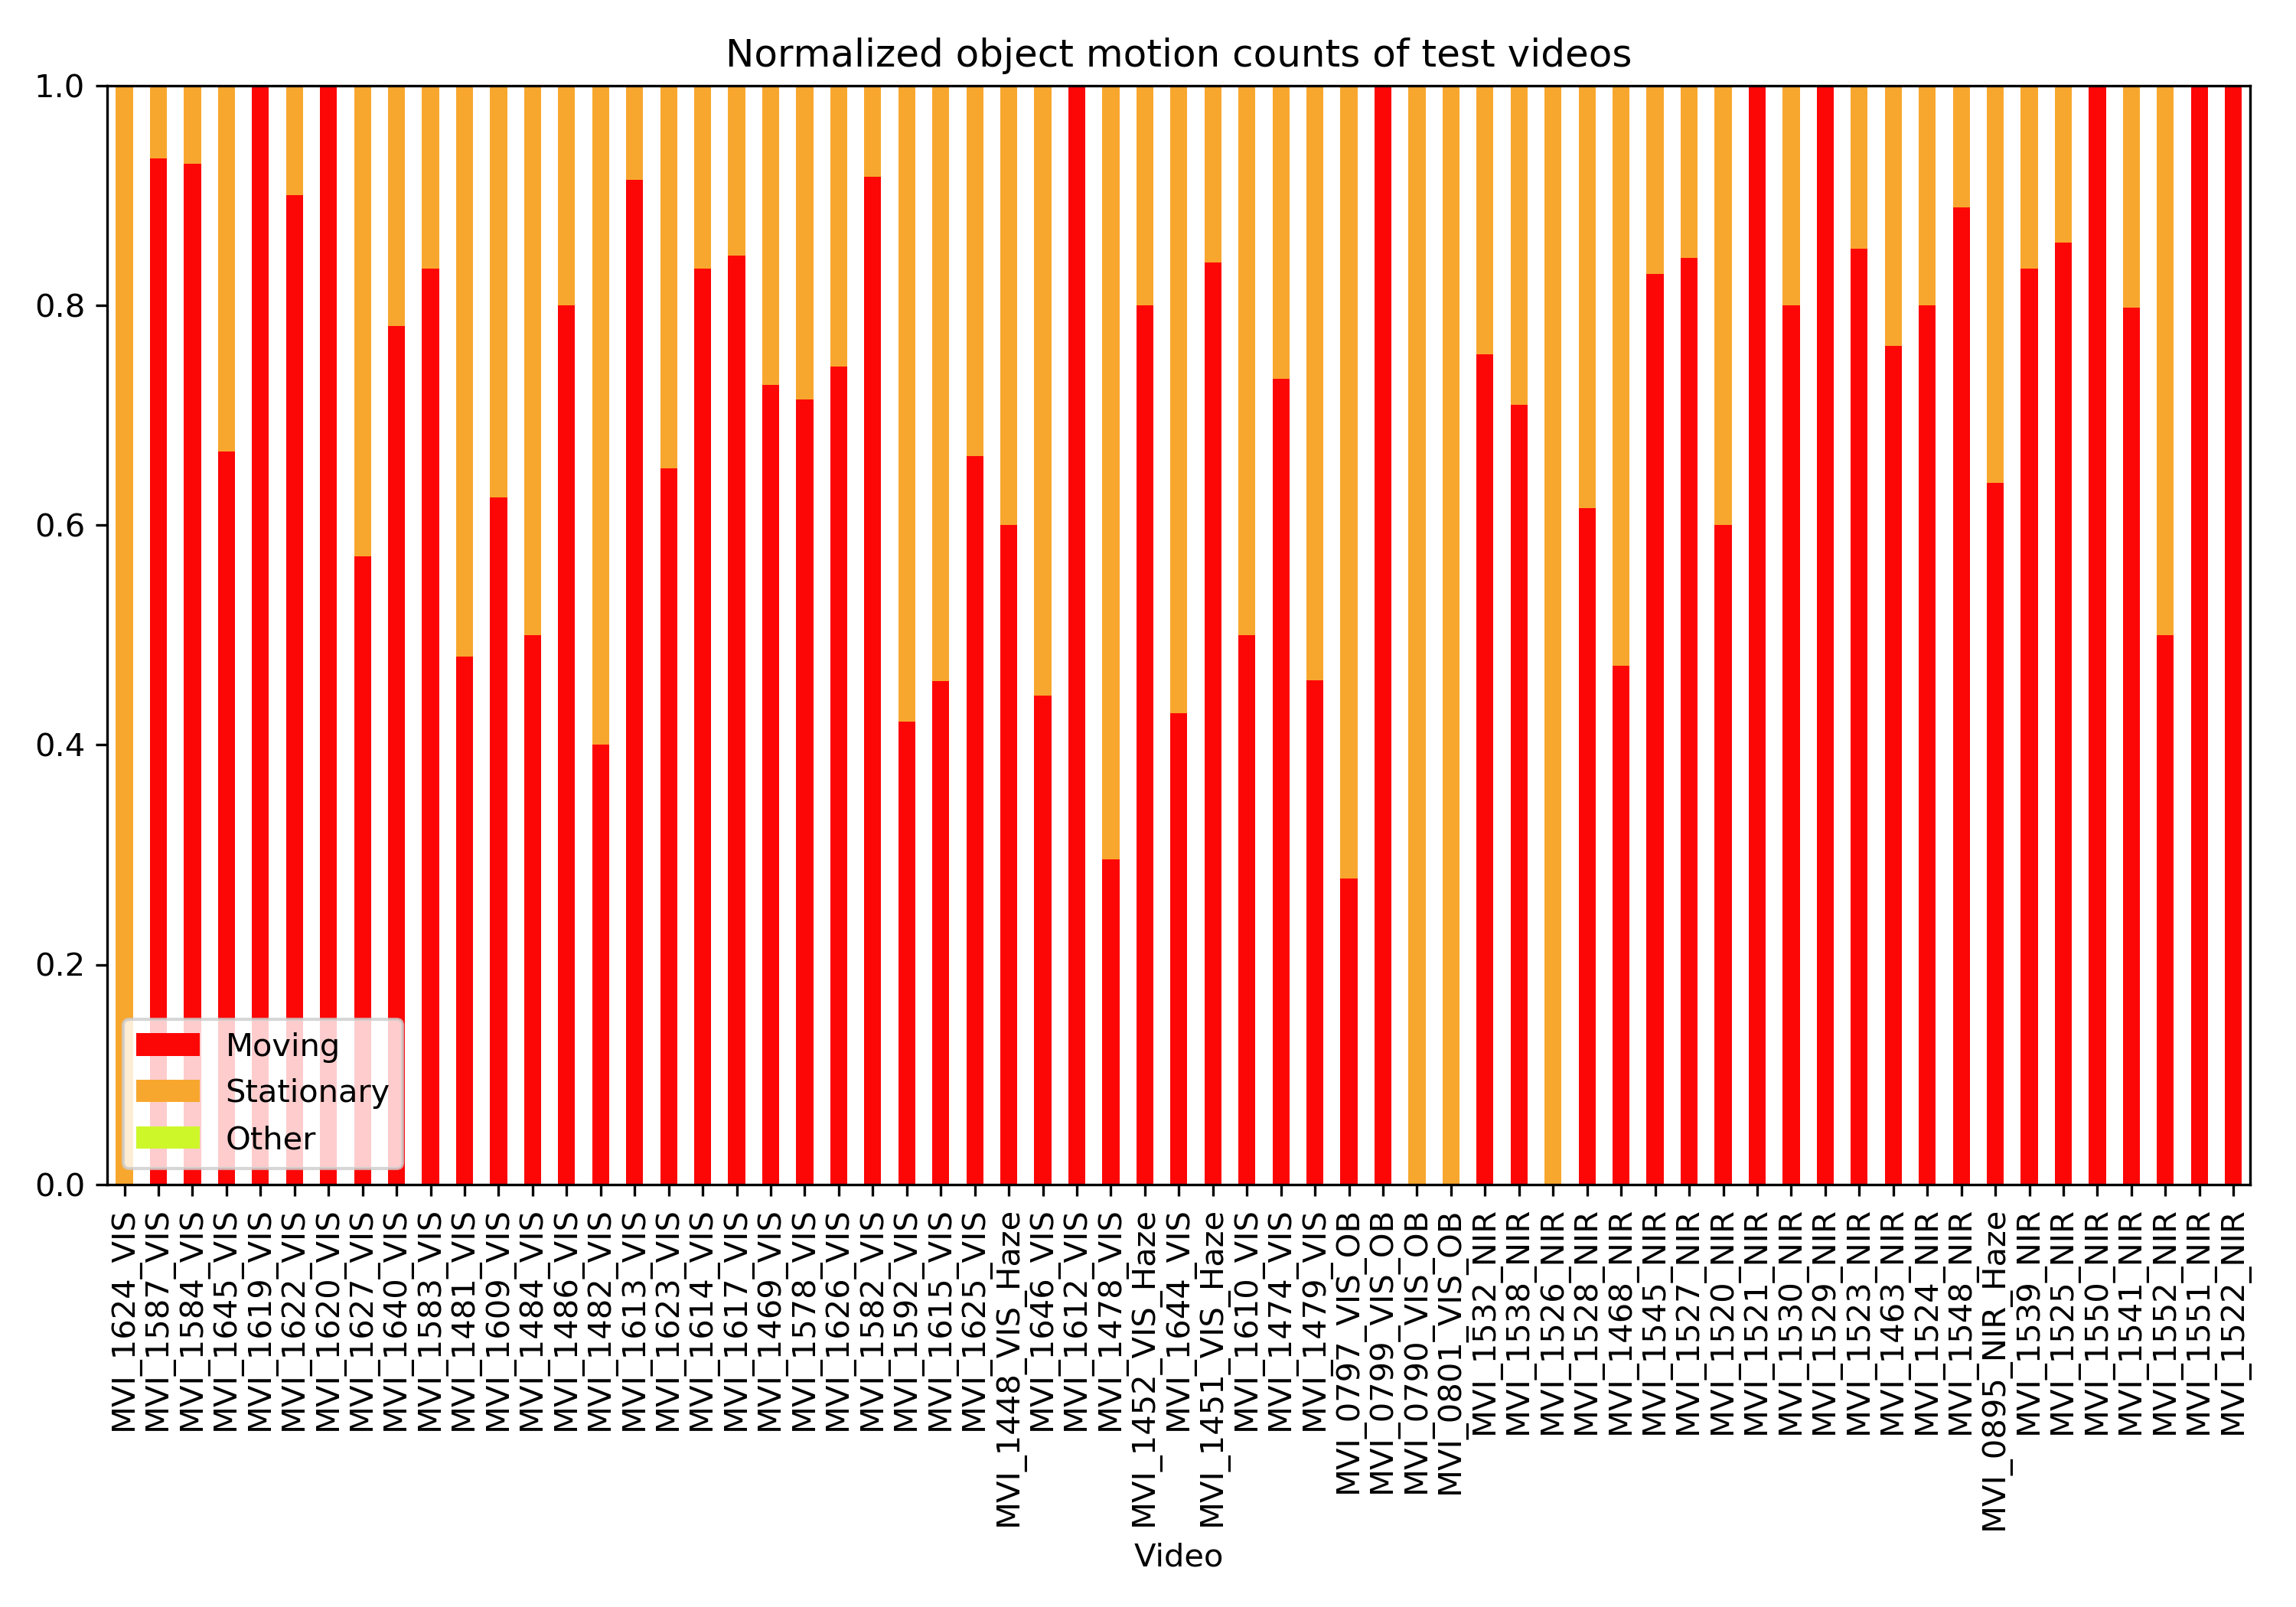 Normalized object motion counts of test videos
1.0
0.8
0.6
0.4
0.2
0.0
Moving
Stationary
Other
MVI_1624_VIS
MVI_1587_VIS
MVI_1584_VIS
MVI_1645_VIS
MVI_1619_VIS
MVI_1622_VIS
MVI_1620_VIS
MVI_1627_VIS
MVI_1640_VIS
MVI_1583_VIS
MVI_1481_VIS
MVI_1609_VIS
MVI_1484_VIS
MVI_1486_VIS
MVI_1482_VIS
MVI_1613_VIS
MVI_1623_VIS
MVI_1614_VIS
MVI_1617_VIS
MVI_1469_VIS
MVI_1578_VIS
MVI_1626_VIS
MVI_1582_VIS
MVI_1592_VIS
MVI_1615_VIS
MVI_1625_VIS
MVI_1448_VIS_Haze
MVI_1646_VIS
MVI_1612_VIS
MVI_1478_VIS
MVI_1452_VIS_Haze
MVI_1644_VIS
MVI_1451_VIS_Haze
MVI_1610_VIS
MVI_1474_VIS
MVI_1479_VIS
MVI_0797_VIS_OB
MVI_0799_VIS_OB
MVI_0790_VIS_OB
MVI_0801_VIS_OB
MVI_1532_NIR
MVI_1538_NIR
MVI_1526_NIR
MVI_1528_NIR
MVI_1468_NIR
MVI_1545_NIR
MVI_1527_NIR
MVI_1520_NIR
MVI_1521_NIR
MVI_1530_NIR
MVI_1529_NIR
MVI_1523_NIR
MVI_1463_NIR
MVI_1524_NIR
MVI_1548_NIR
MVI_0895_NIR_Haze
MVI_1539_NIR
MVI_1525_NIR
MVI_1550_NIR
MVI_1541_NIR
MVI_1552_NIR
MVI_1551_NIR
MVI_1522_NIR
Video